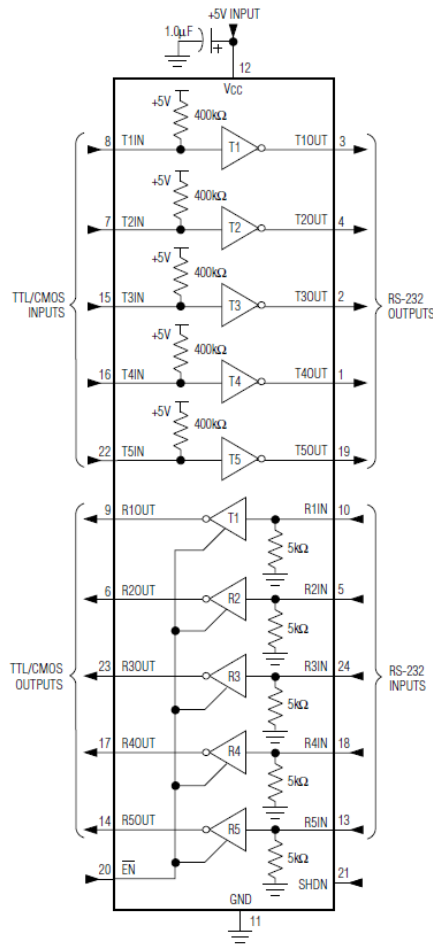 +5V INPUT
1.0µF
+
12
VCC
+5V
400kΩ
8 T1IN T1 T1OUT 3
+5V
400kΩ
7 T2IN T2 T2OUT 4
+5V
400kΩ
TTL/CMOS
INPUTS
15 T3IN T3 T3OUT 2
RS-232
OUTPUTS
+5V
400kΩ
16 T4IN T4 T4OUT 1
+5V
400kΩ
22 T5IN T5 T5OUT 19
9 R1OUT T1 R1IN 10
5kΩ
6 R2OUT R2 R2IN 5
5kΩ
TTL/CMOS
OUTPUTS
23 R3OUT R3 R3IN 24
RS-232
INPUTS
5kΩ
17 R4OUT R4 R4IN 18
5kΩ
14 R5OUT R5 R5IN 13
5kΩ
20 EN
SHDN 21
GND
11